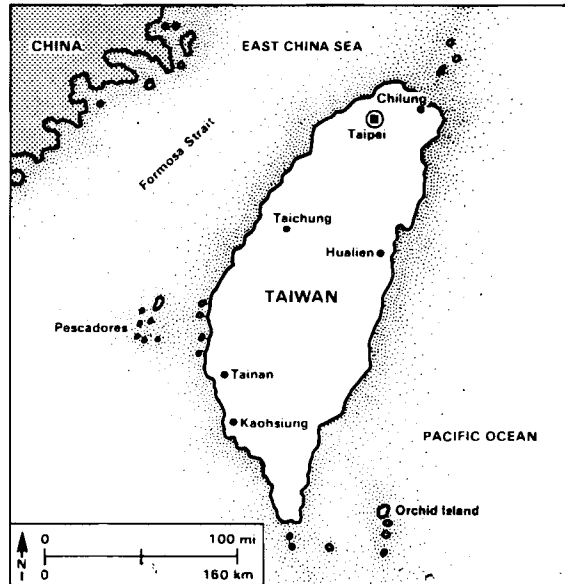 CHINA
EAST CHINA SEA
Chilung
Taipei
Formosa Strait
Taichung
Hualien
TAIWAN
Pescadores
Tainan
Kaohsiung
PACIFIC OCEAN
Orchid Island
N
0 100 mi
0 160 km